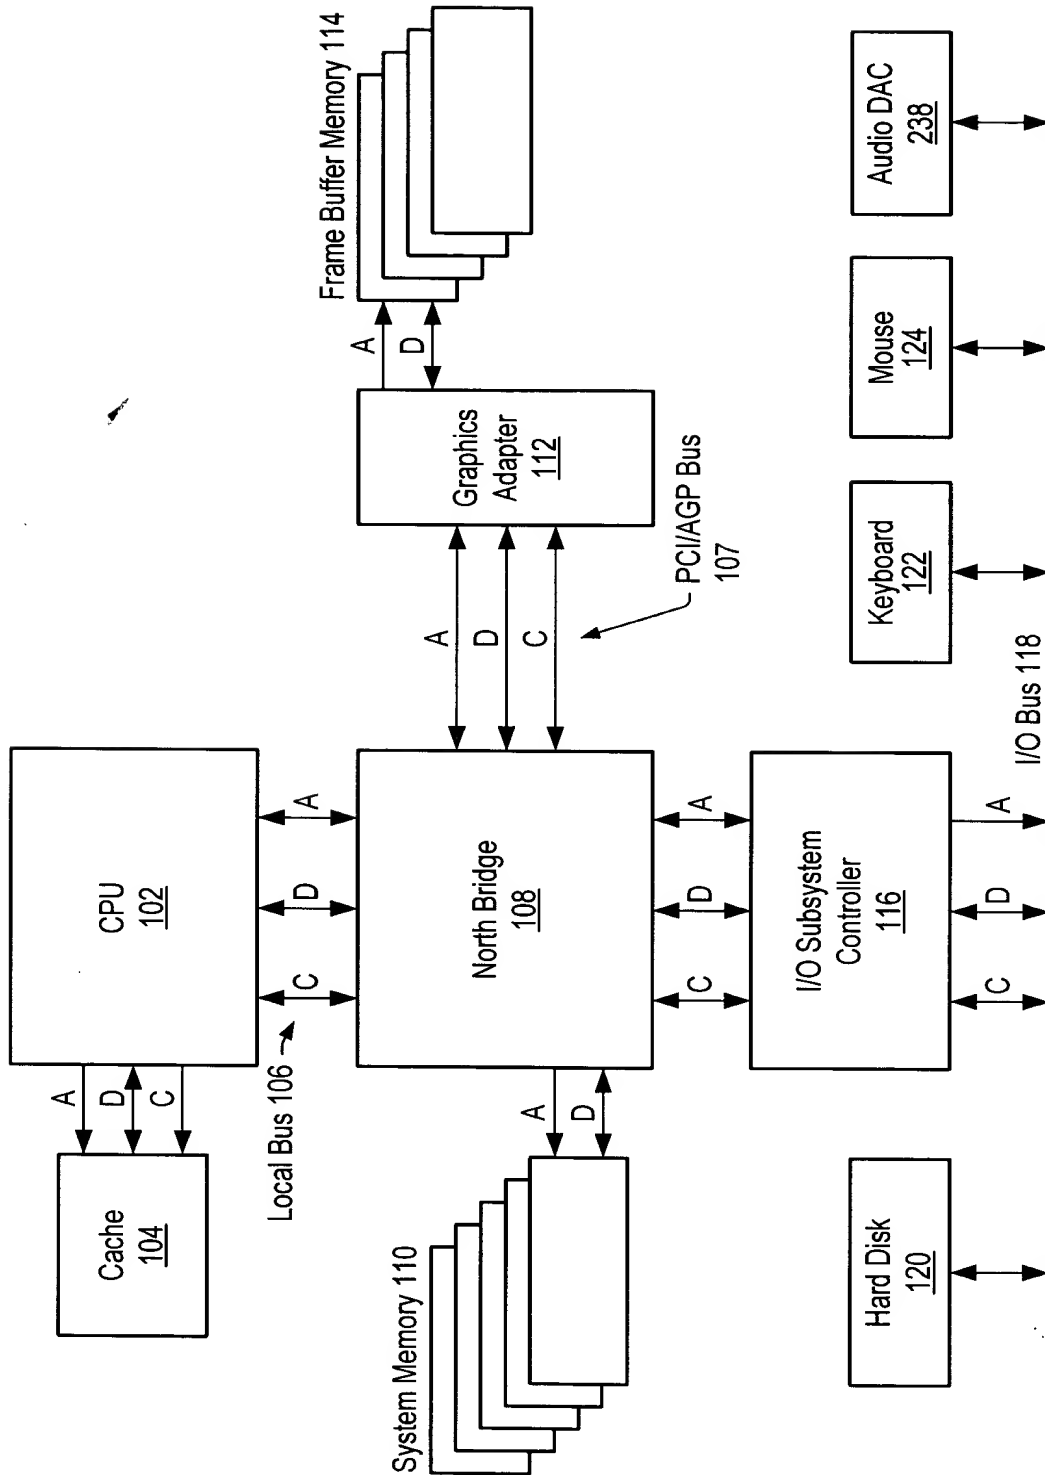 Cache
104
A
D
C
CPU
102
Local Bus 106
C
D
A
System Memory 110
A
D
North Bridge
108
A
D
C
PCI/AGP Bus
107
Graphics
Adapter
112
A
D
Frame Buffer Memory 114
C
D
A
I/O Subsystem
Controller
116
C
D
A
I/O Bus 118
Hard Disk
120
Keyboard
122
Mouse
124
Audio DAC
238